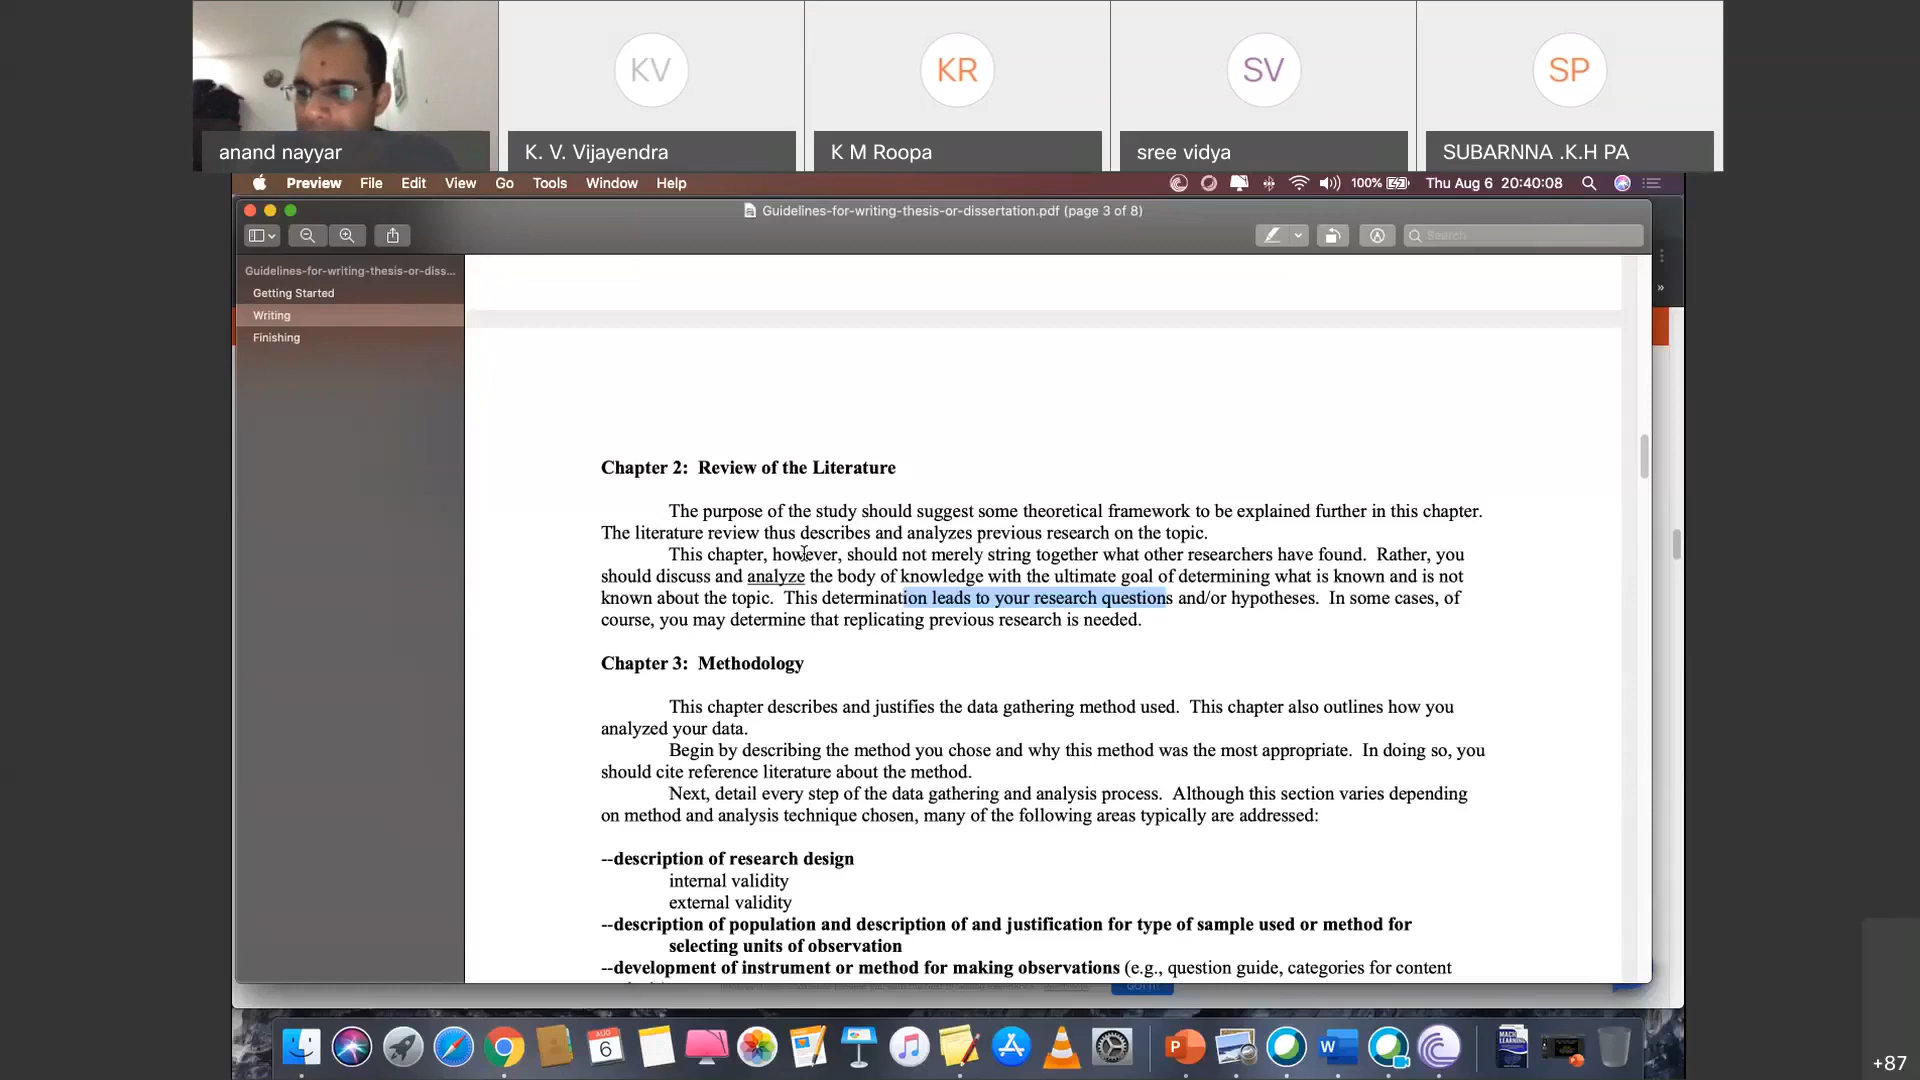 KV
KR
SV
SP
anand nayyar
K. V. Vijayendra
K M Roopa
sree vidya
SUBARNNA .K.H PA
Preview File Edit View Go Tools Window Help
100% Thu Aug 6 20:40:08
Guidelines-for-writing-thesis-or-dissertation.pdf (page 3 of 8)
Search
Guidelines-for-writing-thesis-or-diss...
Getting Started
Writing
Finishing
»
Chapter 2: Review of the Literature
The purpose of the study should suggest some theoretical framework to be explained further in this chapter.
The literature review thus describes and analyzes previous research on the topic.
This chapter, however, should not merely string together what other researchers have found. Rather, you
should discuss and analyze the body of knowledge with the ultimate goal of determining what is known and is not
known about the topic. This determination leads to your research questions and/or hypotheses. In some cases, of
course, you may determine that replicating previous research is needed.
Chapter 3: Methodology
This chapter describes and justifies the data gathering method used. This chapter also outlines how you
analyzed your data.
Begin by describing the method you chose and why this method was the most appropriate. In doing so, you
should cite reference literature about the method.
Next, detail every step of the data gathering and analysis process. Although this section varies depending
on method and analysis technique chosen, many of the following areas typically are addressed:
--description of research design
internal validity
external validity
--description of population and description of and justification for type of sample used or method for
selecting units of observation
--development of instrument or method for making observations (e.g., question guide, categories for content
AUG
6
P
W
+87